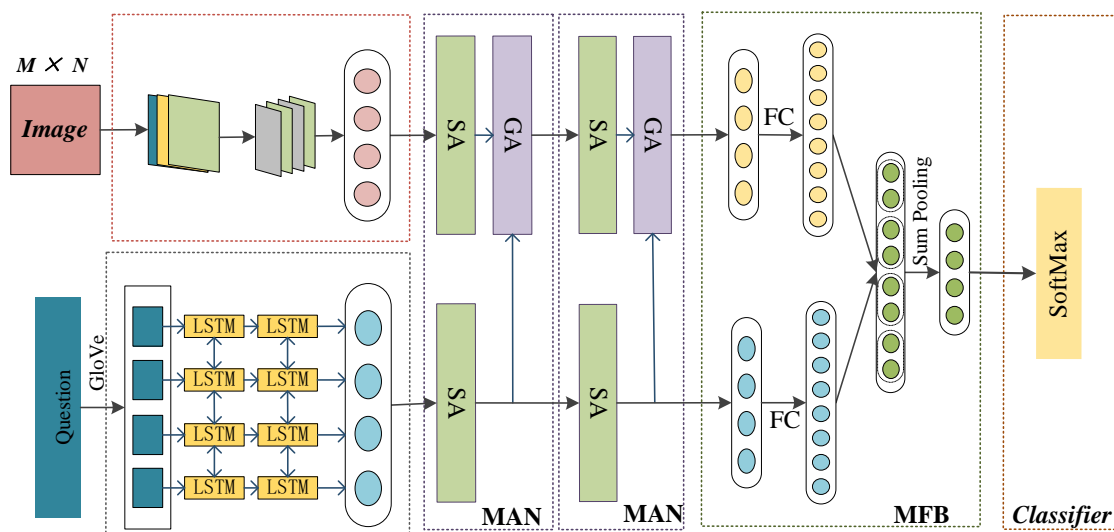 M × N
Image
SA
GA
SA
GA
FC
Sum Pooling
SoftMax
Question
GloVe
LSTM
LSTM
LSTM
LSTM
LSTM
LSTM
LSTM
LSTM
SA
SA
FC
MAN
MAN
MFB
Classifier